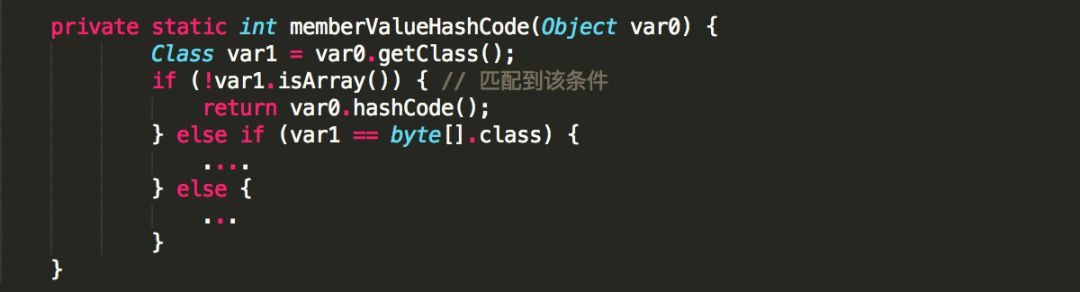 private static int memberValueHashCode(Object var0) {
Class var1 = var0.getClass();
if (!var1.isArray()) { // 匹配到该条件
return var0.hashCode();
} else if (var1 == byte[].class) {
....
} else {
...
}
}